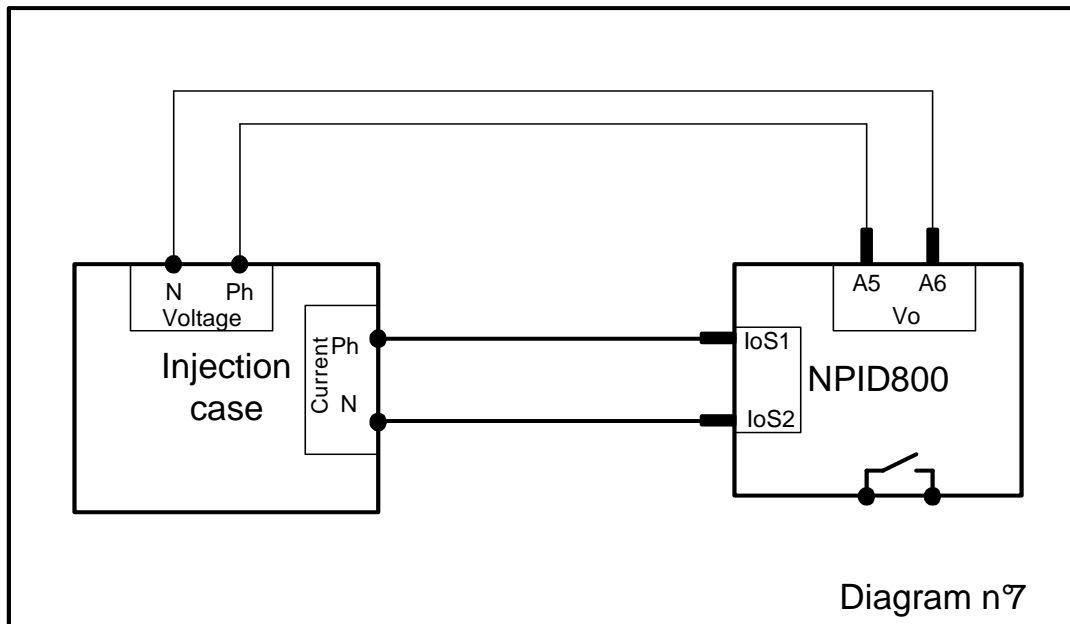 A5 A6
N Ph
Voltage
Vo
Current
Ph
N
Injection
case
IoS1
NPID800
IoS2
Diagram n°7